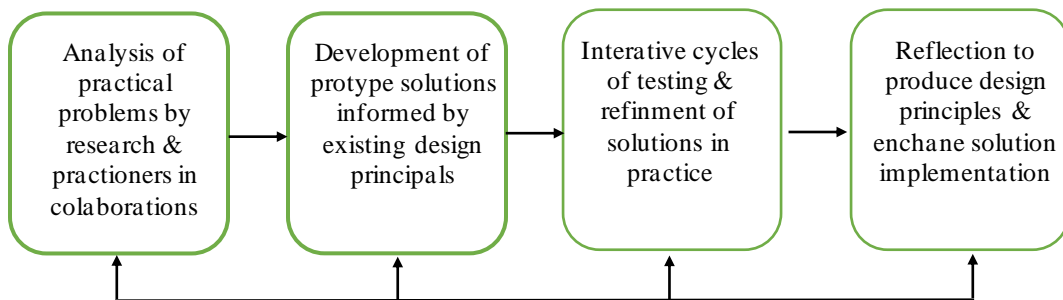 Analysis of
practical
problems by
research &
practioners in
colaborations
Development of
protype solutions
informed by
existing design
principals
Interative cycles
of testing &
refinment of
solutions in
practice
Reflection to
produce design
principles &
enchane solution
implementation